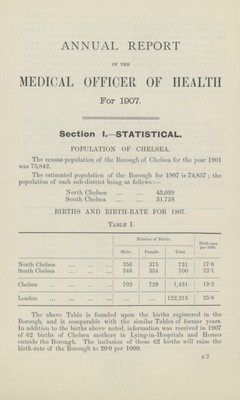 ANNUAL REPORT
OF THE
MEDICAL OFFICER OF HEALTH
For 1907.
Section I.—STATISTICAL.
POPULATION OF CHELSEA.
The census population of the Borough of Chelsea for the year 1901
was 73,842.
The estimated population of the Borough for 1907 is 74,857; the
population of each sub-district being as follows:—
North Chelsea ... ... ... 43,099
South Chelsea ... ... ... 31,758
BIRTHS AND BIRTH-RATE FOR 1907.
TABLE I.
Number of Births. Birth-rate per 1000.
Male. Female. Total.
North Chelsea ... ... ... 356 375 731 17·0
South Chelsea ... ... ... 346 354 700 22·1
Chelsea ... ... ... 702 729 1,431 19·2
London ... ... ... ... ... 122,213 25·8
The above Table is founded upon the births registered in the
Borough, and is comparable with the similar Tables of former years.
In addition to the births above noted, information was received in 1907
of 62 births of Chelsea mothers in Lying-in-Hospitals and Homes
outside the Borough. The inclusion of these 62 births will raise the
birth-rate of the Borough to 20·0 per 1000.
B 2